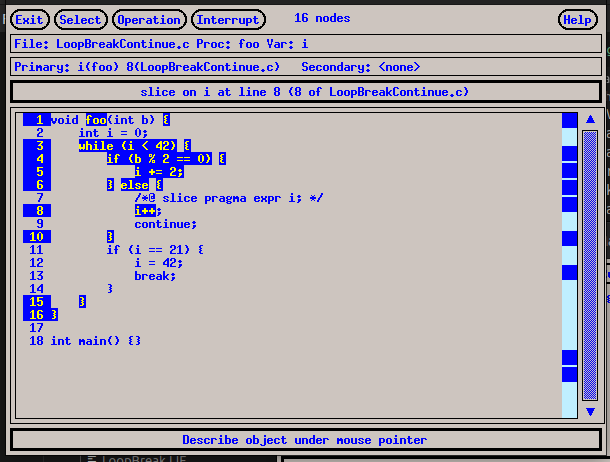 Exit Select Operation Interrupt 16 nodes Help
File: LoopBreakContinue.c Proc: foo Var: i
Primary: i(foo) 8(LoopBreakContinue.c) Secondary: <none>
slice on i at line 8 (8 of LoopBreakContinue.c)
1 void foo(int b) {
2     int i = 0;
3     while (i < 42) {
4         if (b % 2 == 0) {
5             i += 2;
6         } else {
7             /*@ slice pragma expr i; */
8             i++;
9             continue;
10         }
11         if (i == 21) {
12             i = 42;
13             break;
14         }
15     }
16 }
17
18 int main() {}
Describe object under mouse pointer
LoopBreak